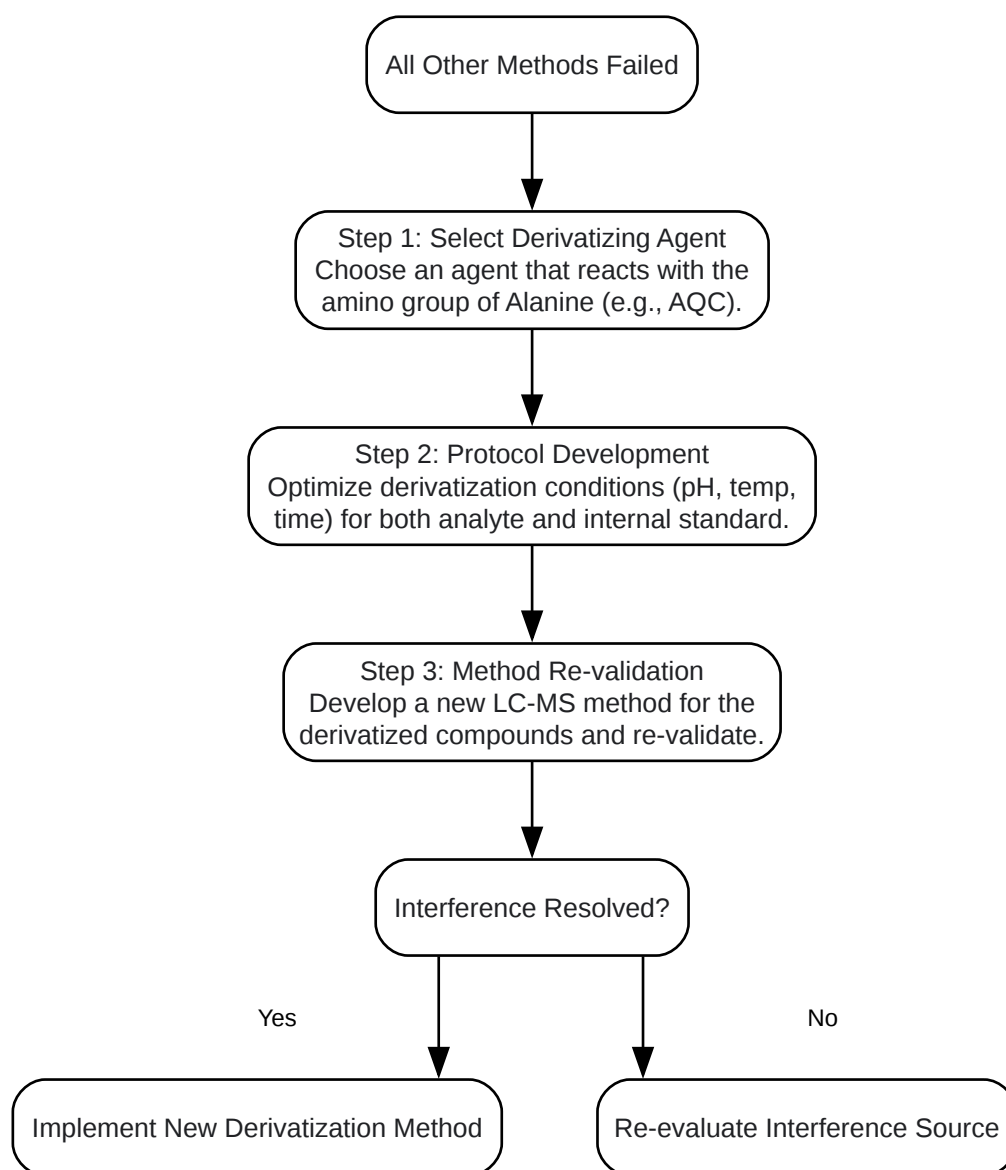 All Other Methods Failed
Step 1: Select Derivatizing Agent
Choose an agent that reacts with the
amino group of Alanine (e.g., AQC).
Step 2: Protocol Development
Optimize derivatization conditions (pH, temp,
time) for both analyte and internal standard.
Step 3: Method Re-validation
Develop a new LC-MS method for the
derivatized compounds and re-validate.
Interference Resolved?
Yes
No
Implement New Derivatization Method
Re-evaluate Interference Source